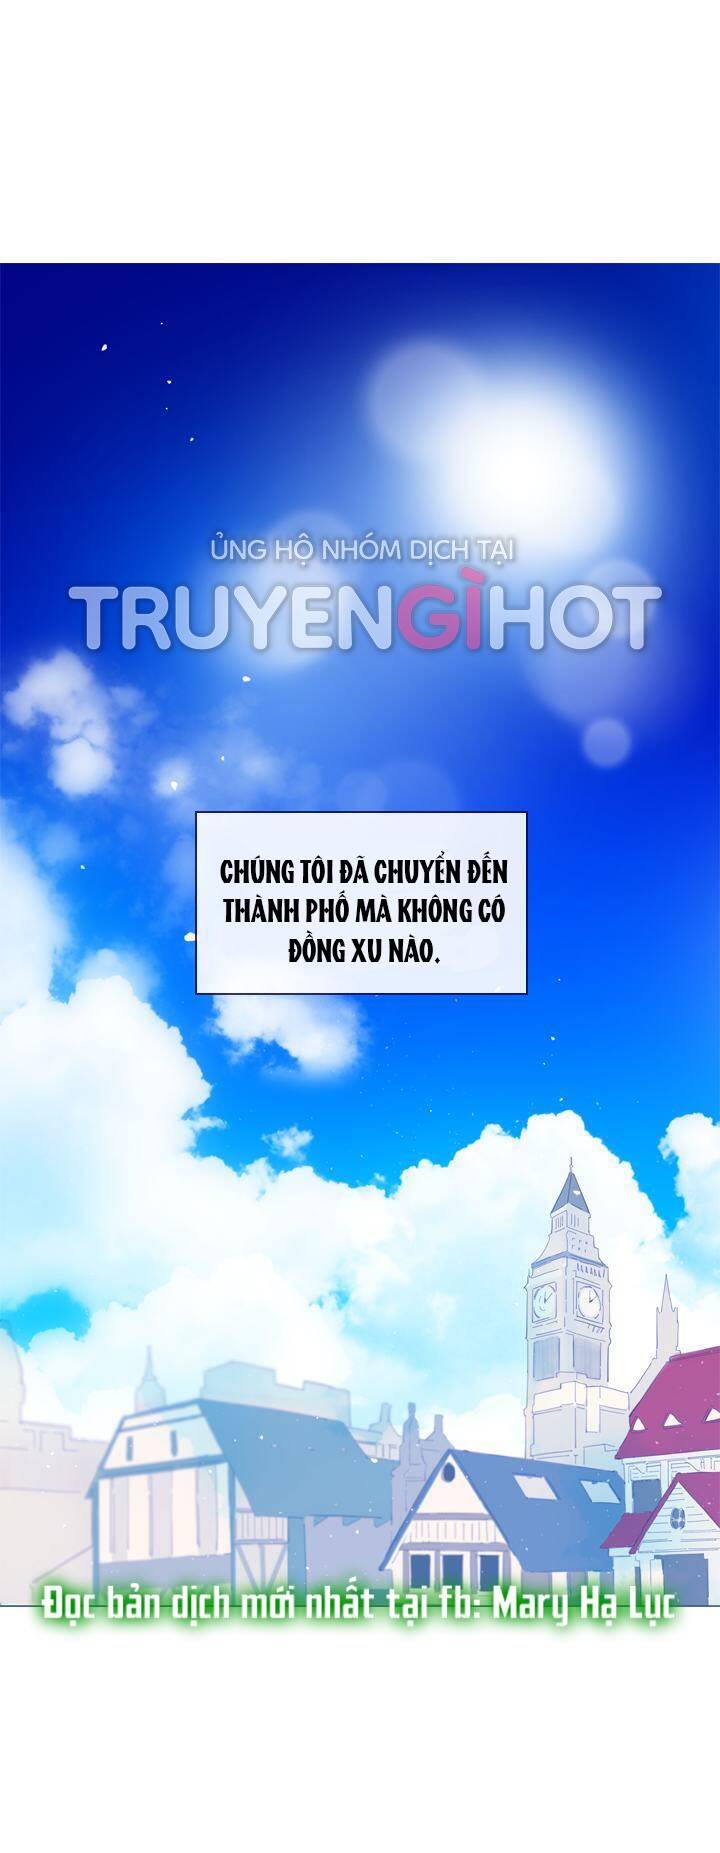 ỦNG HỘ NHÓM DỊCH TẠI
TRUYENGÌHOT
CHÚNG TÔI ĐÃ CHUYỂN ĐẾN
THÀNH PHỐ MÀ KHÔNG CÓ
ĐỒNG XU NÀO.
Đọc bản dịch mới nhất tại fb: Mary Hạ Lục